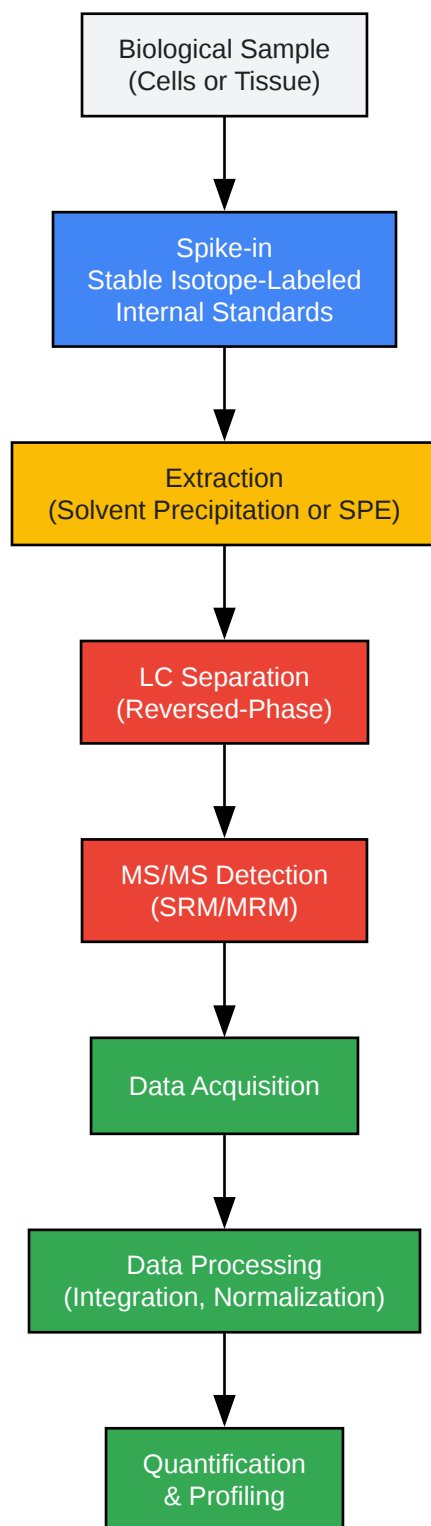 Biological Sample
(Cells or Tissue)
Spike-in
Stable Isotope-Labeled
Internal Standards
Extraction
(Solvent Precipitation or SPE)
LC Separation
(Reversed-Phase)
MS/MS Detection
(SRM/MRM)
Data Acquisition
Data Processing
(Integration, Normalization)
Quantification
& Profiling